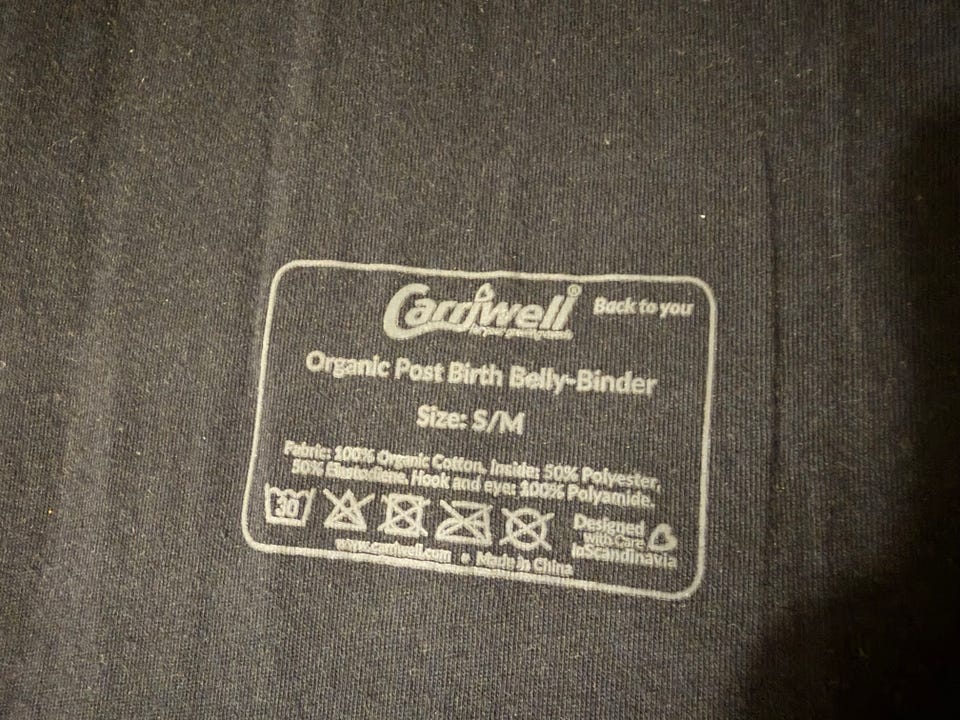 Carriwell® Back to you
Organic Post Birth Belly-Binder
Size: S/M
Fabric: 100% Organic Cotton. Inside: 50% Polyester,
50% Elastodiene. Hook and eye: 100% Polyamide.
30
Designed
with Care
in Scandinavia
www.carriwell.com • Made in China